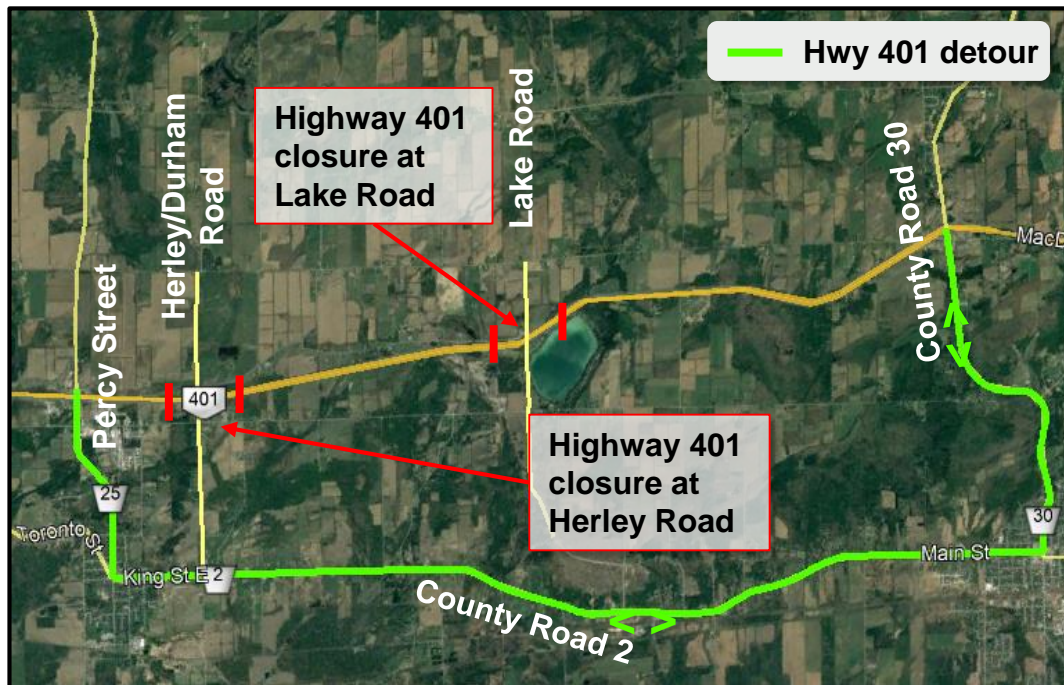 Hwy 401 detour
Herley/Durham
Road
Highway 401
closure at
Lake Road
Lake Road
County Road 30
MacD
Percy Street
401
Highway 401
closure at
Herley Road
25
30
Toronto St
King St E
2
Main St
County Road 2